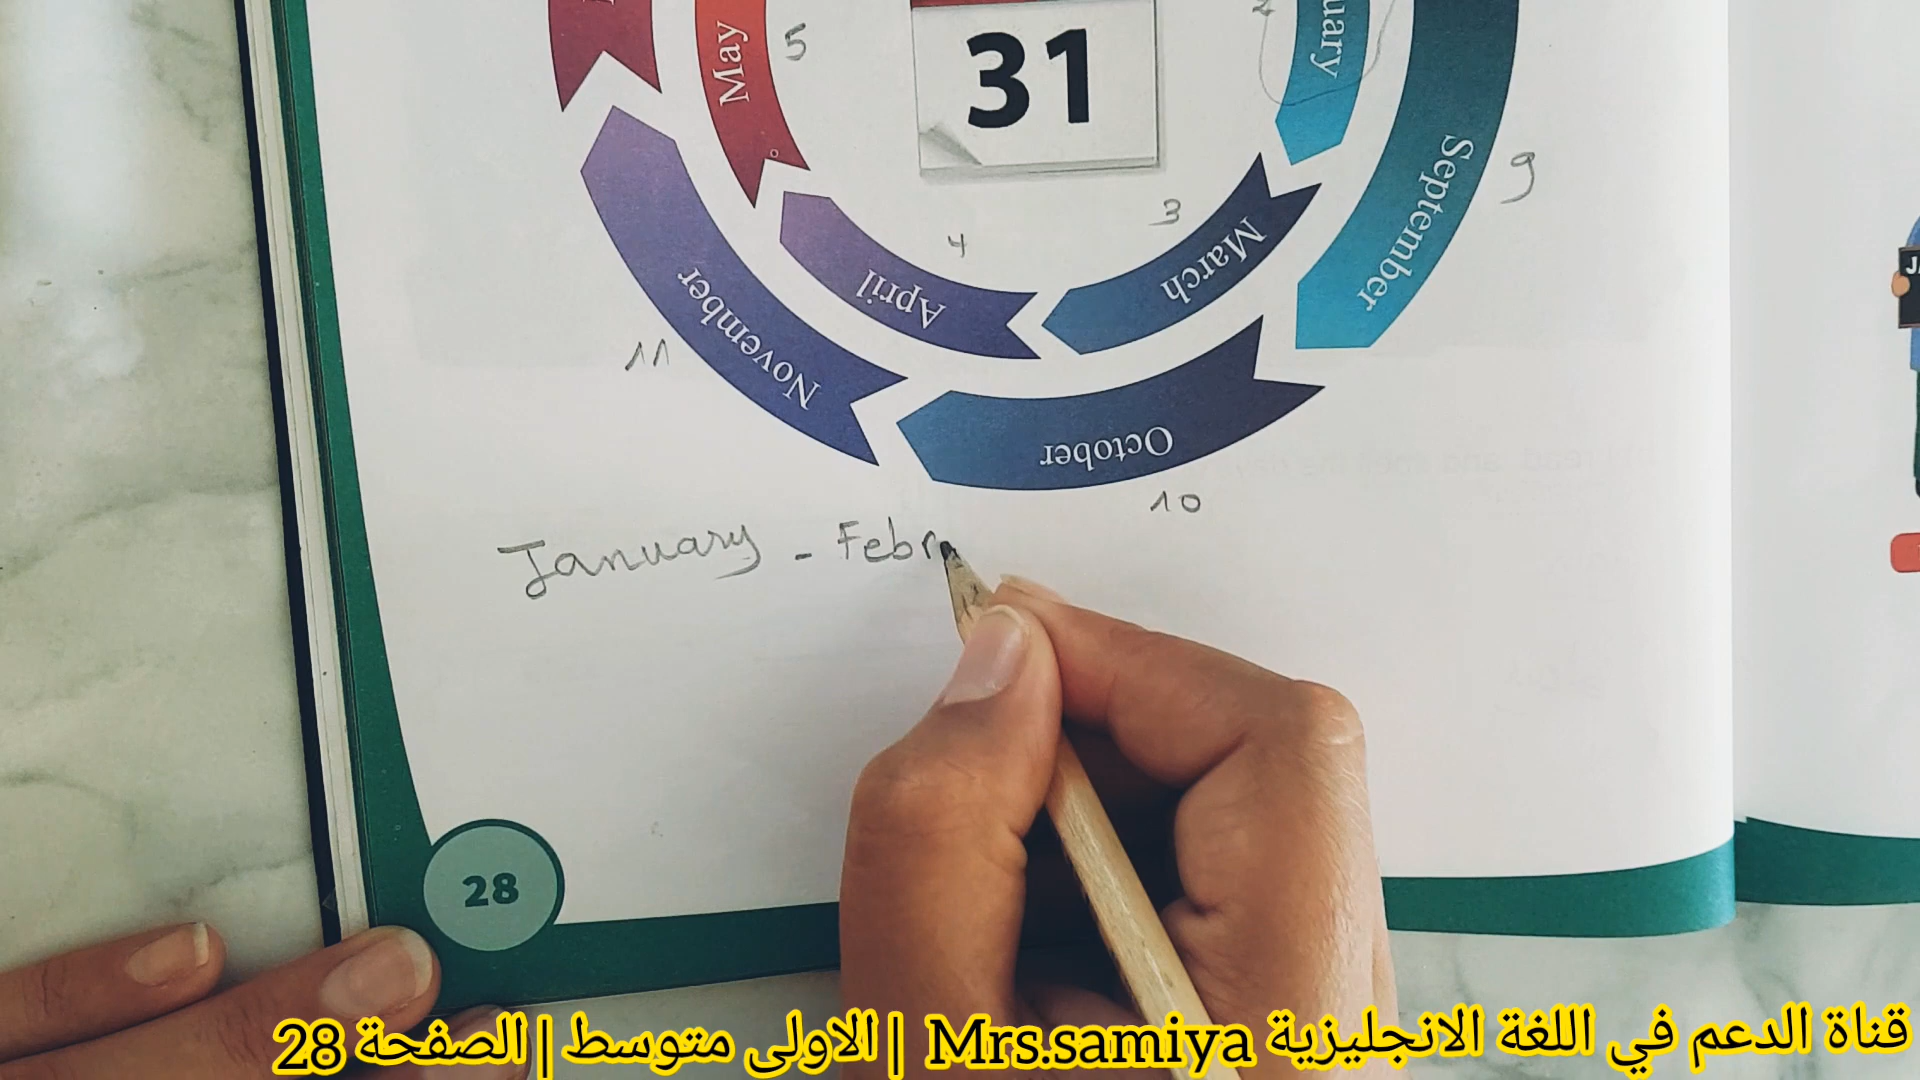 31
May
5
uary
September
9
3
March
4
April
November
11
October
10
January - Febr
28
قناة الدعم في اللغة الانجليزية Mrs.samiya | الاولى متوسط | الصفحة 28